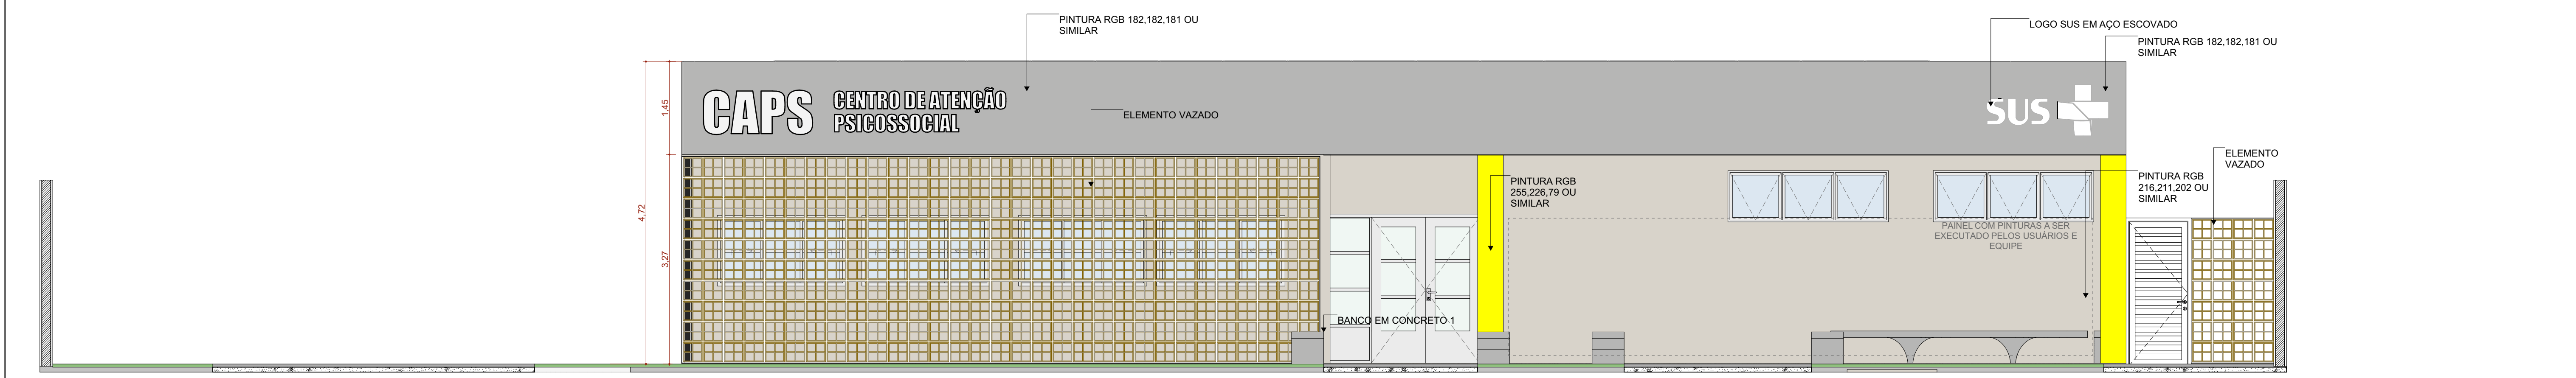 PINTURA RGB 182,182,181 OU
SIMILAR
LOGO SUS EM AÇO ESCOVADO
PINTURA RGB 182,182,181 OU
SIMILAR
CAPS
CENTRO DE ATENÇÃO
PSICOSSOCIAL
SUS
1,45
ELEMENTO VAZADO
4,72
3,27
PINTURA RGB
255,226,79 OU
SIMILAR
PAINEL COM PINTURAS A SER
EXECUTADO PELOS USUÁRIOS E
EQUIPE
PINTURA RGB
216,211,202 OU
SIMILAR
ELEMENTO
VAZADO
BANCO EM CONCRETO 1